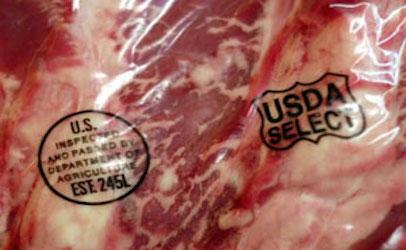 U.S.
INSPECTED
AND PASSED BY
DEPARTMENT OF
AGRICULTURE
EST. 245L
USDA
SELECT